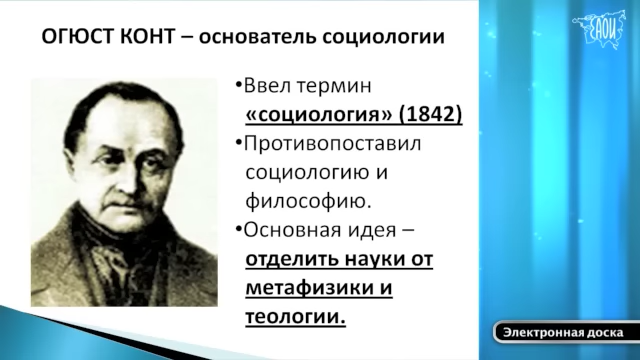 ОГЮСТ КОНТ – основатель социологии
•Ввел термин
«социология» (1842)
•Противопоставил
социологию и
философию.
•Основная идея –
отделить науки от
метафизики и
теологии.
САОИ
Электронная доска